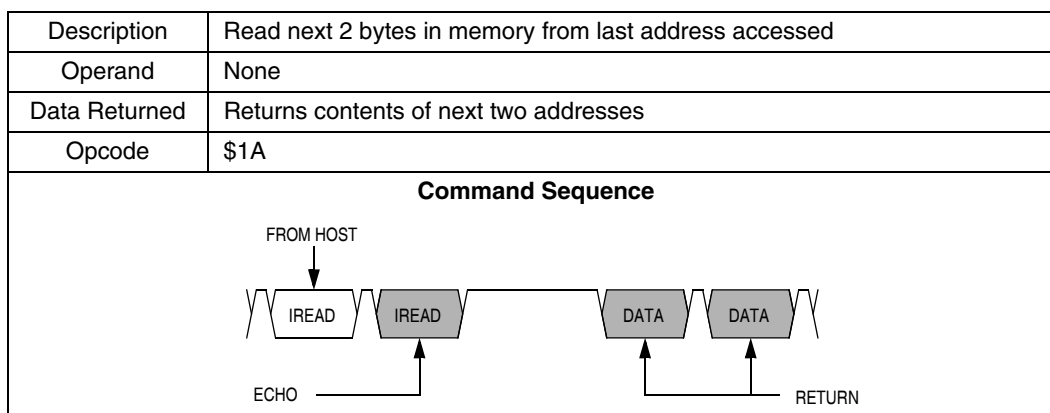 Description Read next 2 bytes in memory from last address accessed
Operand None
Data Returned Returns contents of next two addresses
Opcode $1A
Command Sequence
FROM HOST
IREAD IREAD DATA DATA
ECHO RETURN